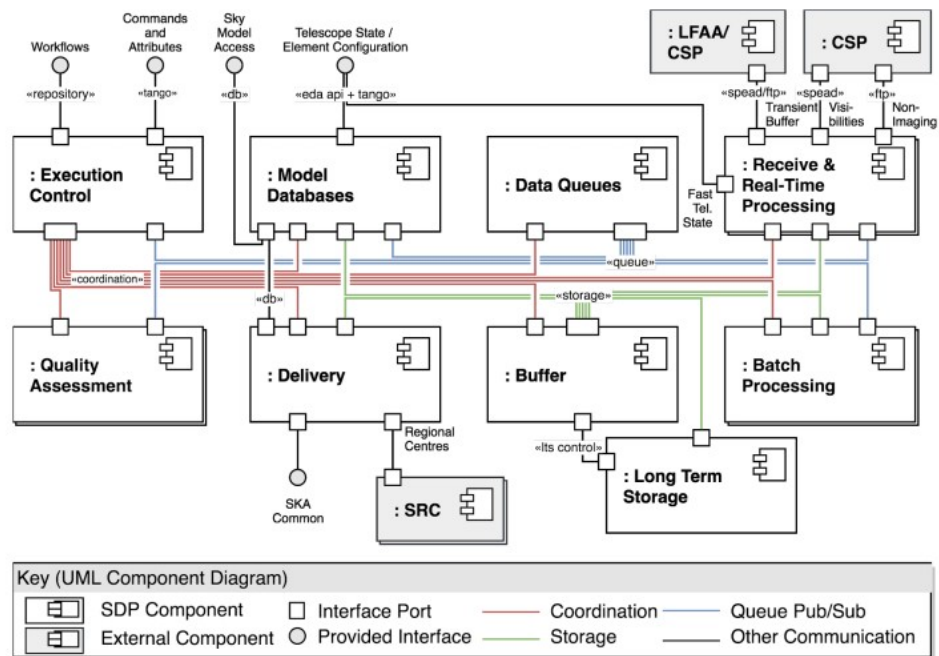 Workflows
Commands
and
Attributes
Sky
Model
Access
Telescope State /
Element Configuration
: LFAA/
CSP
: CSP
«repository»
«tango»
«db»
«eda api + tango»
«spead/ftp»
«spead»
«ftp»
Transient
Buffer
Visi-
bilities
Non-
Imaging
: Execution
Control
: Model
Databases
: Data Queues
Fast
Tel.
State
: Receive &
Real-Time
Processing
«coordination»
«queue»
«db»
«storage»
: Quality
Assessment
: Delivery
: Buffer
: Batch
Processing
Regional
Centres
«lts control»
SKA
Common
: SRC
: Long Term
Storage
Key (UML Component Diagram)
SDP Component
Interface Port
Coordination
Queue Pub/Sub
External Component
Provided Interface
Storage
Other Communication